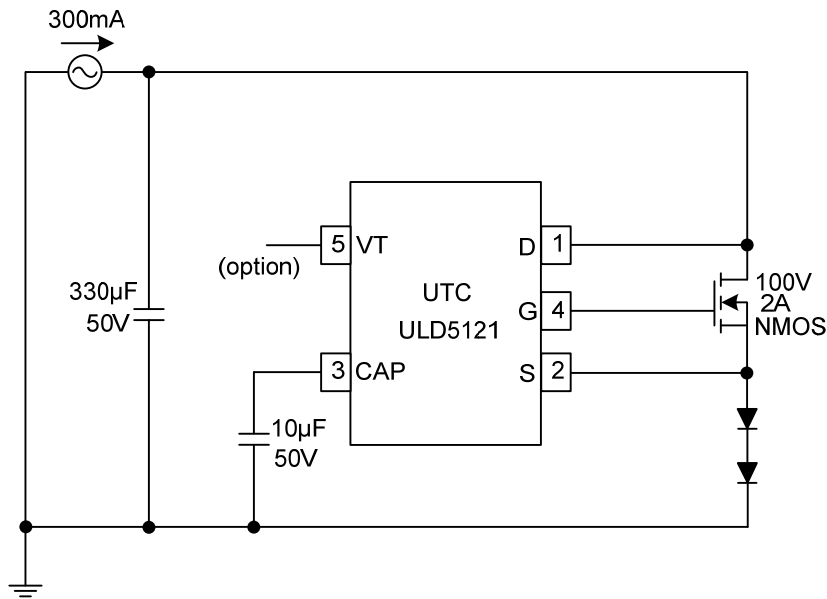 300mA
330μF
50V
(option)
5
VT
3
CAP
10μF
50V
UTC
ULD5121
D
1
G
4
S
2
100V
2A
NMOS